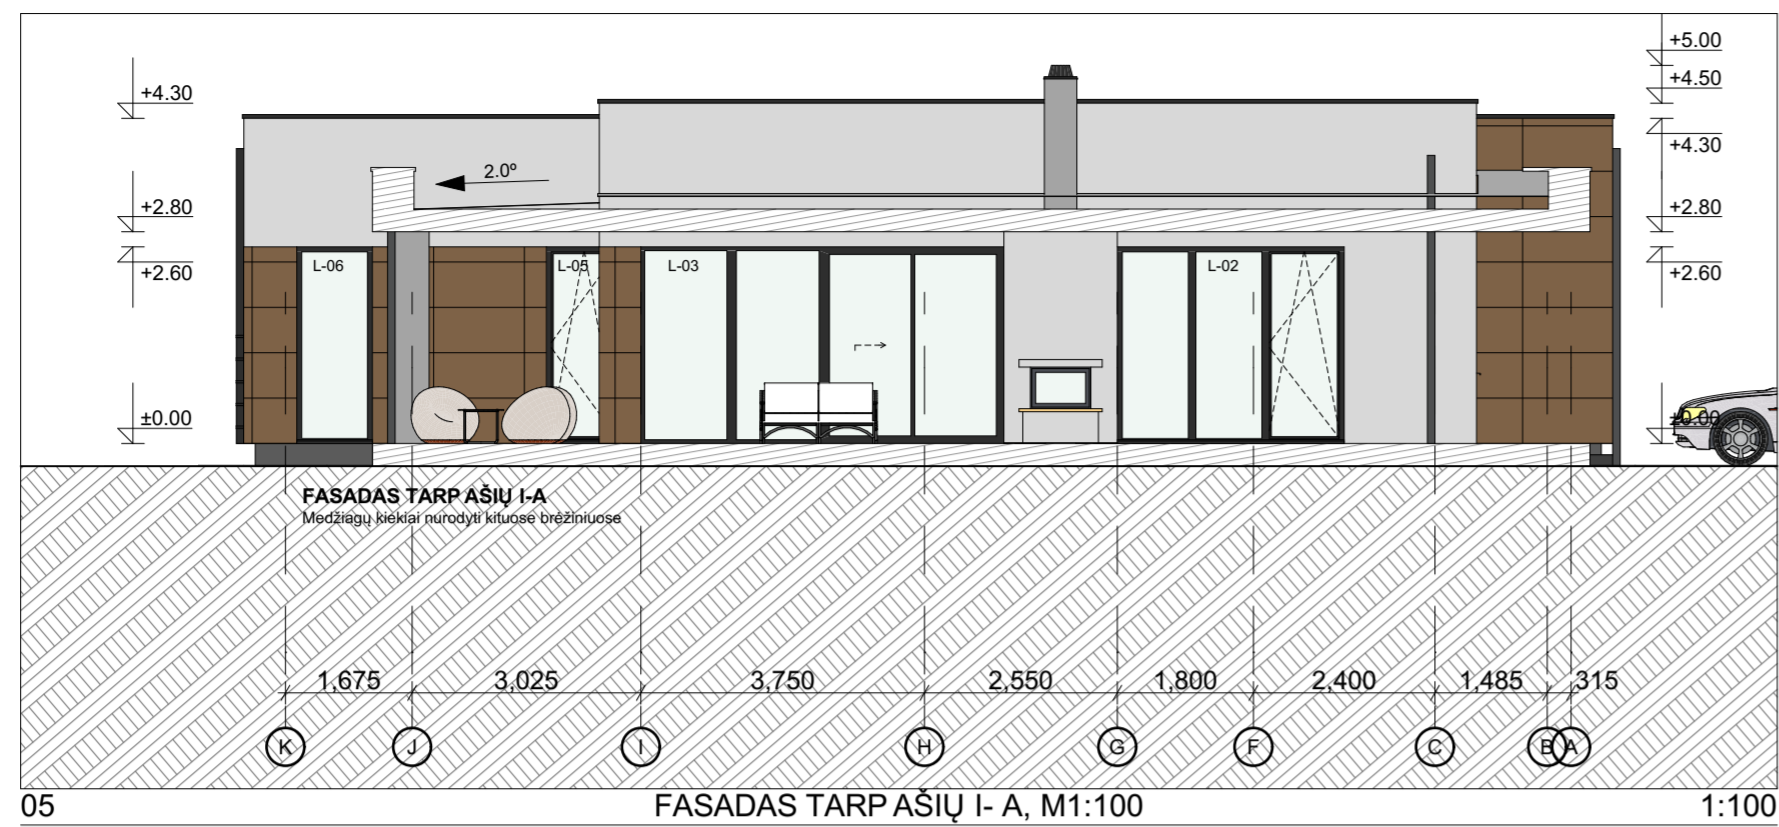 +5.00
+4.30
+4.50
+4.30
2.0º
+2.80
+2.80
+2.60
L-06
L-05
L-03
L-02
+2.60
±0.00
±0.00
FASADAS TARP AŠIŲ I-A
Medžiagų kiekiai nurodyti kituose brėžiniuose
1,675
3,025
3,750
2,550
1,800
2,400
1,485
315
K
J
I
H
G
F
C
B
A
05
FASADAS TARP AŠIŲ I- A, M1:100
1:100